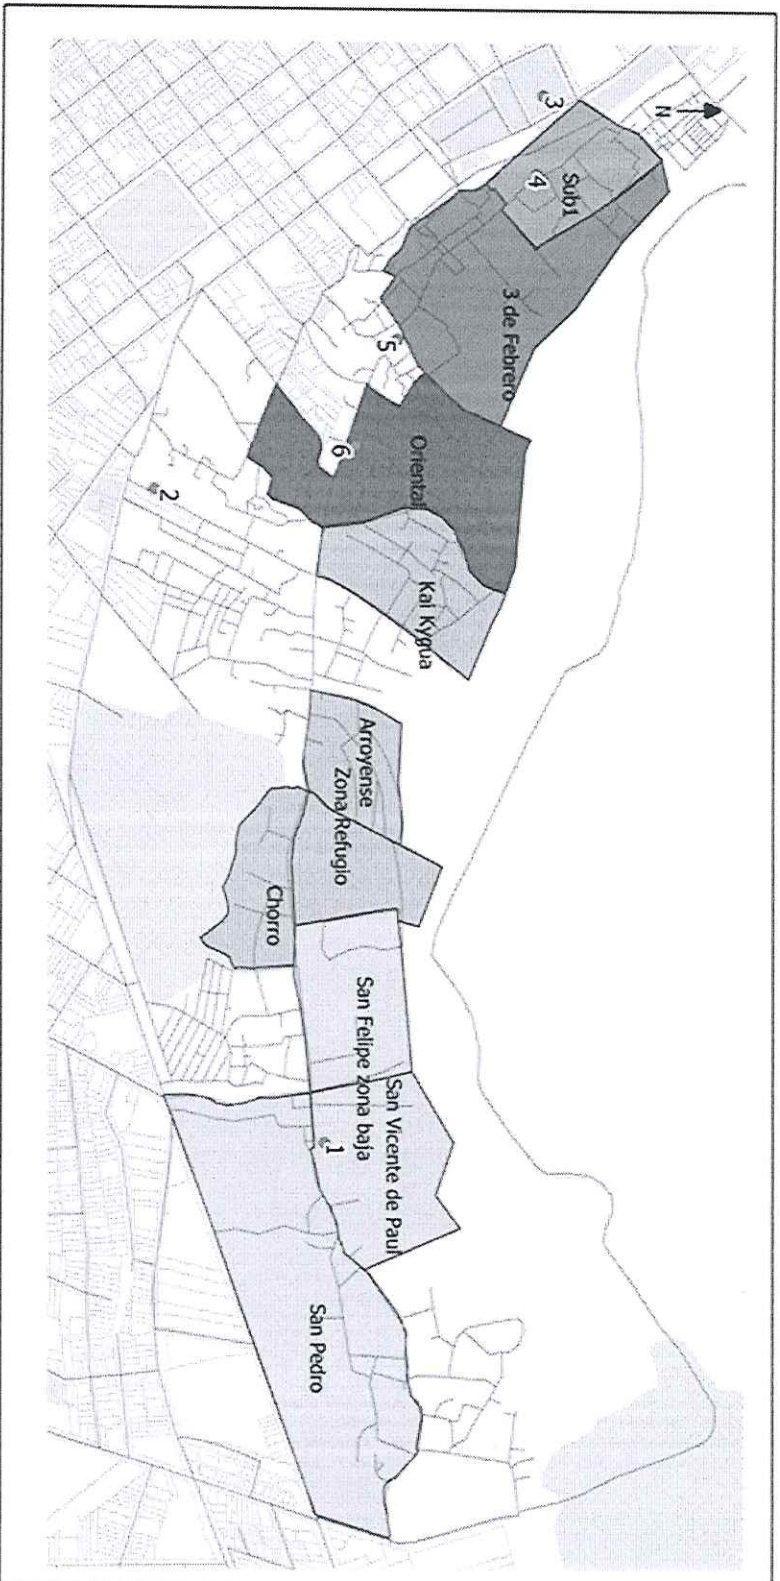 N
3
Sub1
4
3 de Febrero
5
Oriental
6
2
Kai Kygua
Arroyense
Zona Refugio
Chorro
San Felipe zona baja
San Vicente de Paul
1
San Pedro